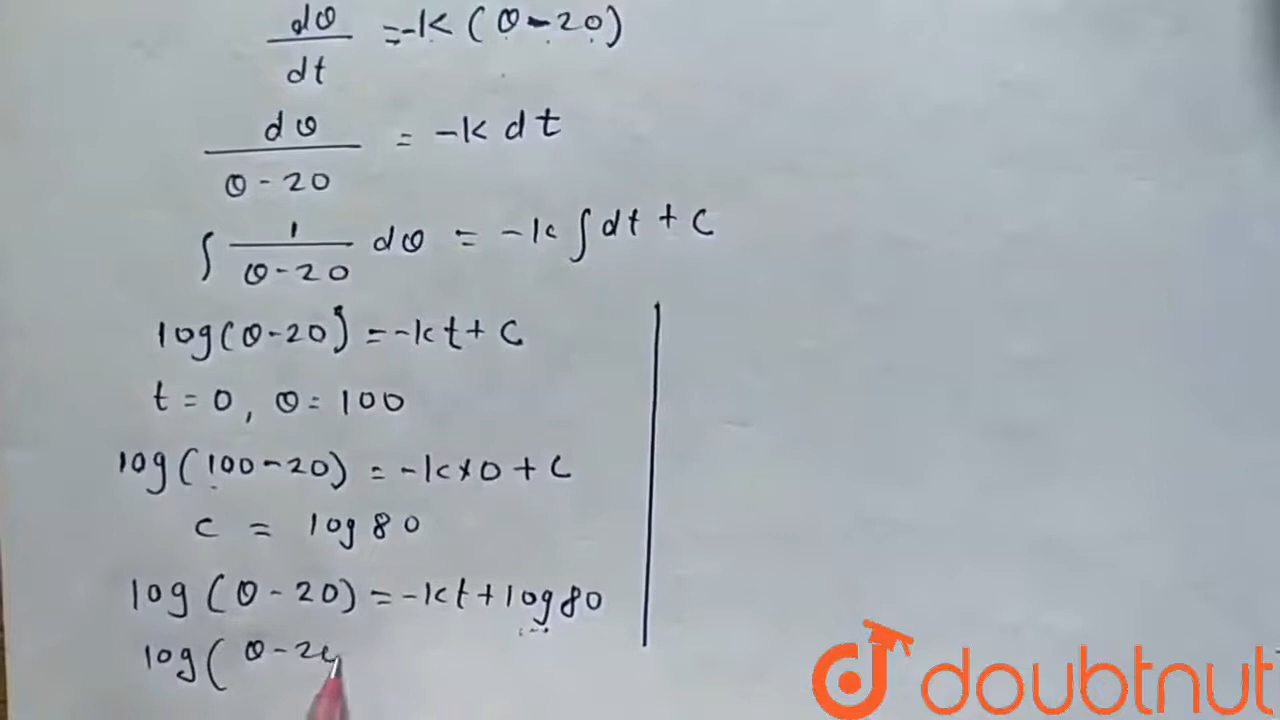 dθ/dt = -k (θ - 20)
dθ/θ - 20 = -k dt
∫ 1/θ - 20 dθ = -k ∫ dt + c
log(θ - 20) = -kt + c
t = 0, θ = 100
log(100 - 20) = -k × 0 + c
c = log 80
log(θ - 20) = -kt + log 80
log( θ - 2
doubtnut